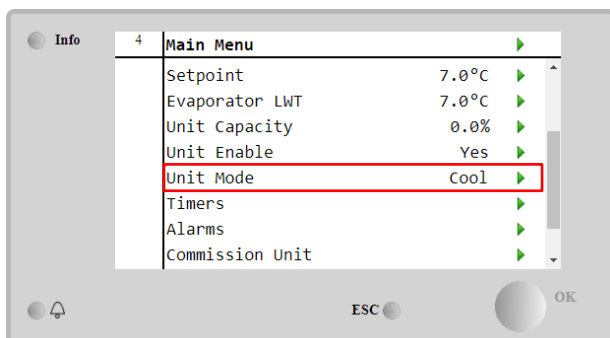 Info
4 Main Menu
Setpoint 7.0°C
Evaporator LWT 7.0°C
Unit Capacity 0.0%
Unit Enable Yes
Unit Mode Cool
Timers
Alarms
Commission Unit
ESC OK